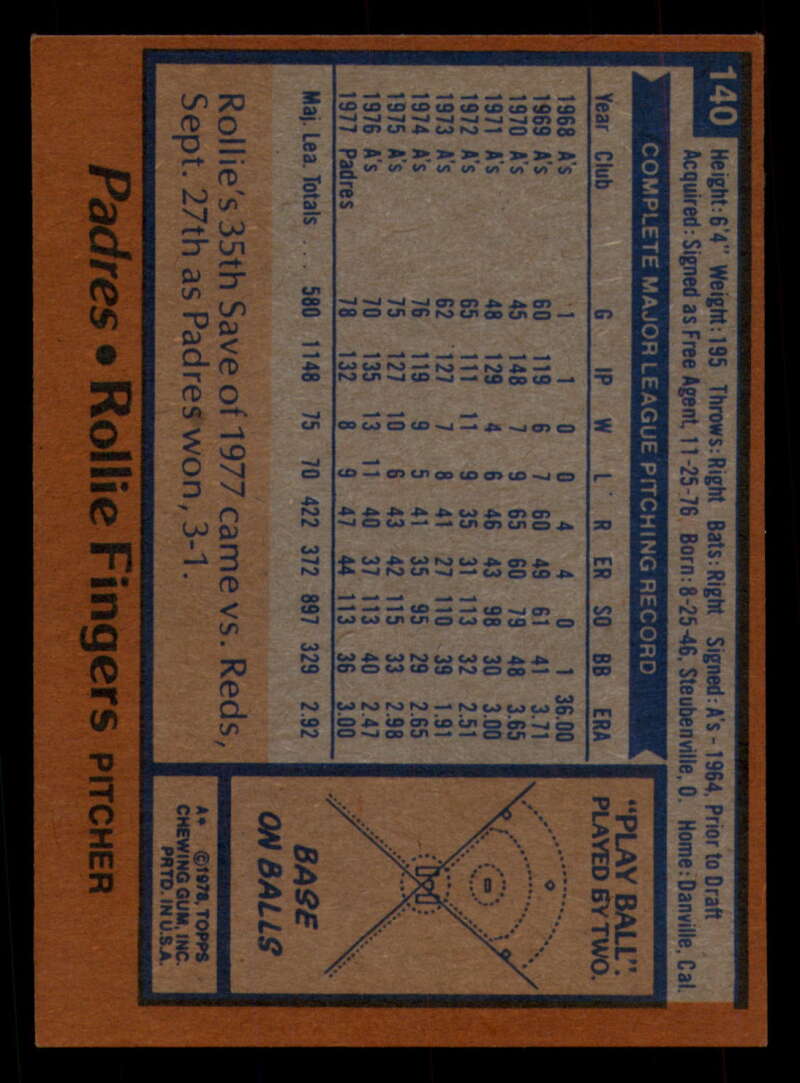 140
Height: 6'4" Weight: 195 Throws: Right Bats: Right Signed: A's - 1964, Prior to Draft
Acquired: Signed as Free Agent, 11-25-76 Born: 8-25-46, Steubenville, O. Home: Danville, Cal.
COMPLETE MAJOR LEAGUE PITCHING RECORD
Year Club G IP W L R ER SO BB ERA
1968 A's 1 1 0 0 4 4 0 1 36.00
1969 A's 60 119 6 7 60 49 61 41 3.71
1970 A's 45 148 7 9 65 60 79 48 3.65
1971 A's 48 129 4 6 46 43 98 30 3.00
1972 A's 65 111 11 9 35 31 113 32 2.51
1973 A's 62 127 7 8 41 27 110 39 1.91
1974 A's 76 119 9 5 41 35 95 29 2.65
1975 A's 75 127 10 6 43 42 115 33 2.98
1976 A's 70 135 13 11 40 37 113 40 2.47
1977 Padres 78 132 8 9 47 44 113 36 3.00
Maj. Lea. Totals ... 580 1148 75 70 422 372 897 329 2.92
Rollie's 35th Save of 1977 came vs. Reds,
Sept. 27th as Padres won, 3-1.
"PLAY BALL".
PLAYED BY TWO.
BASE
ON BALLS
A* ©1978, TOPPS
CHEWING GUM, INC.
PRTD. IN U.S.A.
Padres • Rollie Fingers PITCHER